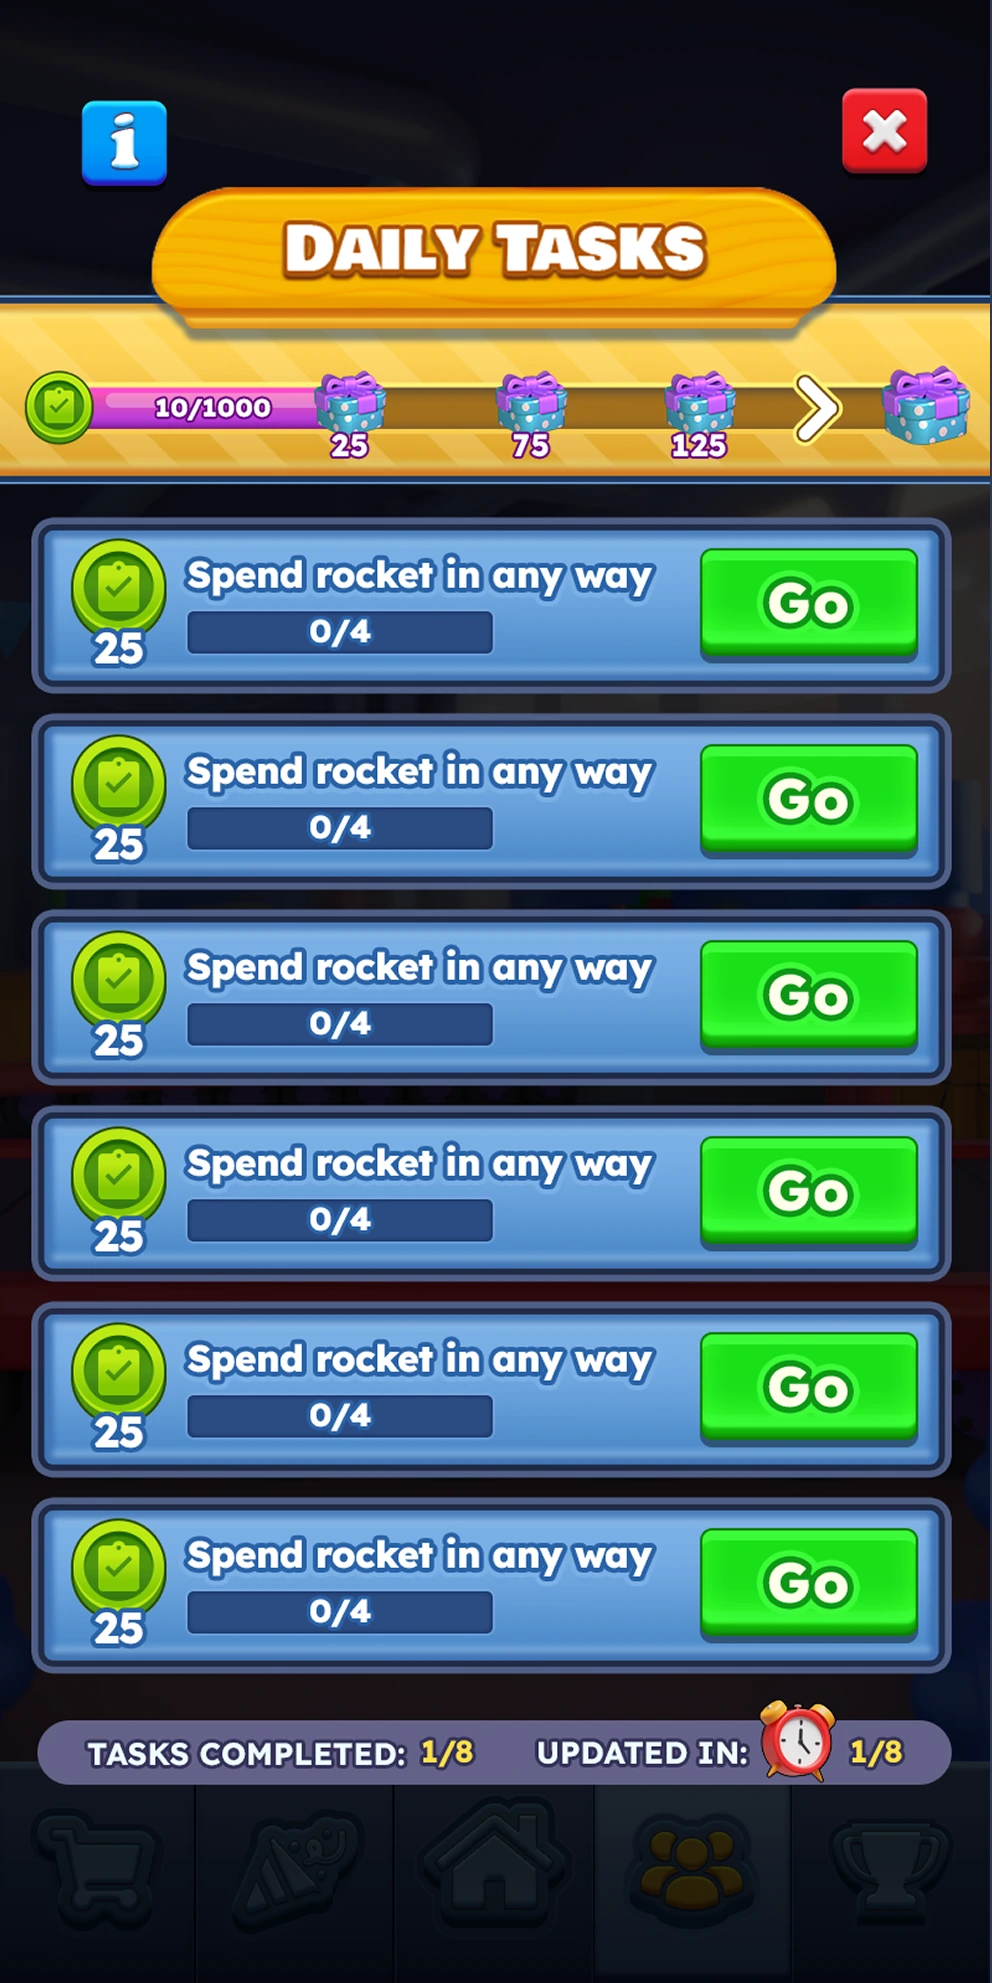 i
DAILY TASKS
10/1000
25 75 125
Spend rocket in any way
0/4
25
Go
Spend rocket in any way
0/4
25
Go
Spend rocket in any way
0/4
25
Go
Spend rocket in any way
0/4
25
Go
Spend rocket in any way
0/4
25
Go
Spend rocket in any way
0/4
25
Go
TASKS COMPLETED: 1/8 UPDATED IN: 1/8